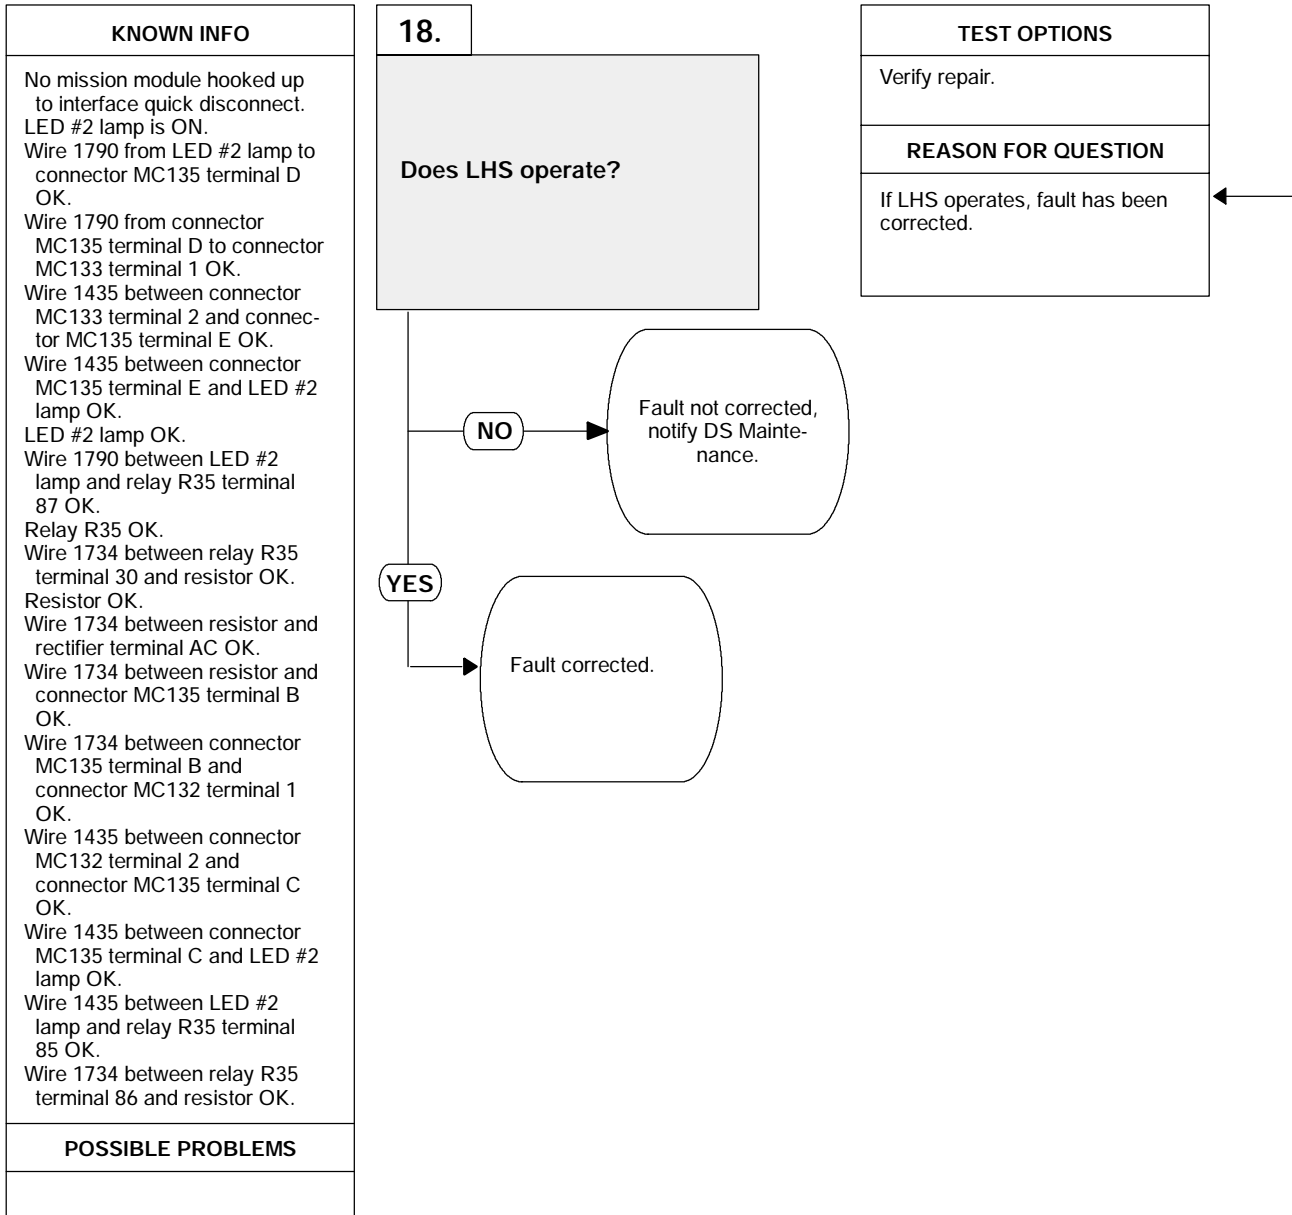 KNOWN INFO
No mission module hooked up
to interface quick disconnect.
LED #2 lamp is ON.
Wire 1790 from LED #2 lamp to
connector MC135 terminal D
OK.
Wire 1790 from connector
MC135 terminal D to connector
MC133 terminal 1 OK.
Wire 1435 between connector
MC133 terminal 2 and connec-
tor MC135 terminal E OK.
Wire 1435 between connector
MC135 terminal E and LED #2
lamp OK.
LED #2 lamp OK.
Wire 1790 between LED #2
lamp and relay R35 terminal
87 OK.
Relay R35 OK.
Wire 1734 between relay R35
terminal 30 and resistor OK.
Resistor OK.
Wire 1734 between resistor and
rectifier terminal AC OK.
Wire 1734 between resistor and
connector MC135 terminal B
OK.
Wire 1734 between connector
MC135 terminal B and
connector MC132 terminal 1
OK.
Wire 1435 between connector
MC132 terminal 2 and
connector MC135 terminal C
OK.
Wire 1435 between connector
MC135 terminal C and LED #2
lamp OK.
Wire 1435 between LED #2
lamp and relay R35 terminal
85 OK.
Wire 1734 between relay R35
terminal 86 and resistor OK.
POSSIBLE PROBLEMS
18.
Does LHS operate?
NO
Fault not corrected,
notify DS Mainte-
nance.
YES
Fault corrected.
TEST OPTIONS
Verify repair.
REASON FOR QUESTION
If LHS operates, fault has been
corrected.